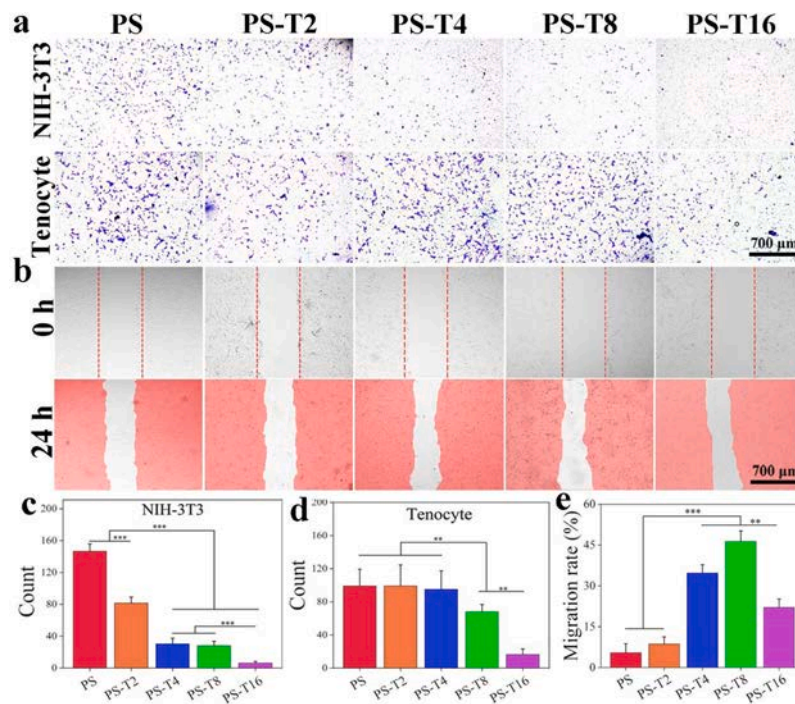 a PS PS-T2 PS-T4 PS-T8 PS-T16
NIH-3T3
Tenocyte
700 µm
b
0 h
24 h
700 µm
c NIH-3T3
Count
200
160
120
80
40
0
***
***
***
PS PS-T2 PS-T4 PS-T8 PS-T16
d Tenocyte
Count
200
160
120
80
40
0
**
**
PS PS-T2 PS-T4 PS-T8 PS-T16
e
Migration rate (%)
60
45
30
15
0
***
**
PS PS-T2 PS-T4 PS-T8 PS-T16